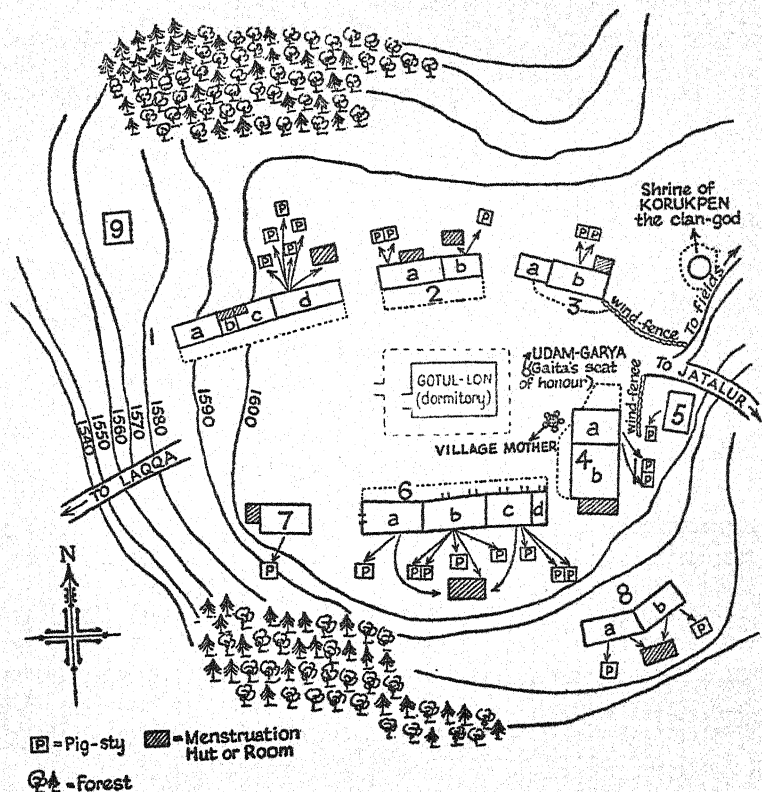 Shrine of
KORUKPEN
the clan-god
9
P
P
P
P
P
P
P P
a
b
P
P P
a
b
a
b
c
d
2
3
wind-fence
To fields
1
GOTUL-LON
(dormitory)
UDAM-GARYA
(Gaita's seat
of honour)
TO JATALUR
wind-fence
VILLAGE MOTHER
a
4
b
5
P
P
P
1540
1550
1560
1570
1580
1590
1600
TO LAQQA
6
a
b
c
d
7
P
P
P P
P
P
P
P P
8
a
b
P
P
N
P = Pig-sty
= Menstruation
Hut or Room
= Forest